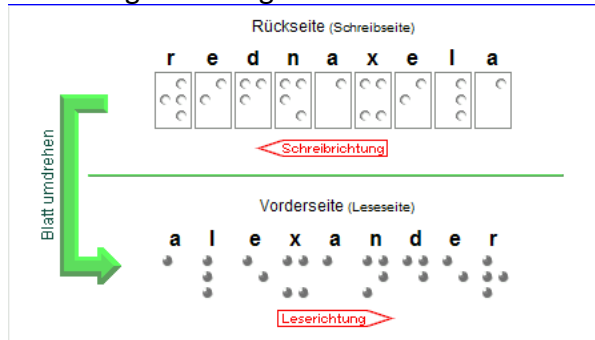 Rückseite (Schreibseite)
r e d n a x e l a
Schreibrichtung
Blatt umdrehen
Vorderseite (Leseseite)
a l e x a n d e r
Leserichtung